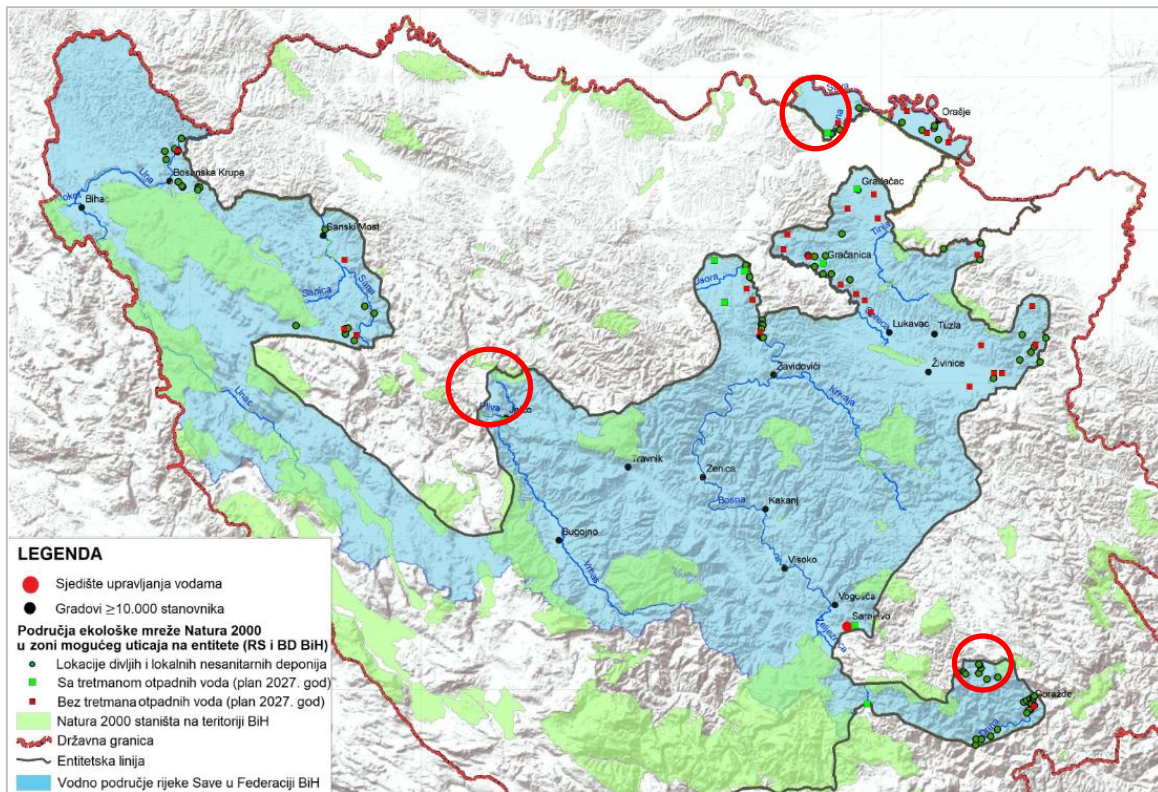 Sava
Bosna
Orašje
Una
Bosanska Krupa
Gradačac
Bihać
Tinja
Sanski Most
Gračanica
Usora
Sana
Sanica
Spreča
Lukavac
Tuzla
Živinice
Zavidovići
Pliva
Jajce
Krivaja
Unac
Travnik
Zenica
Bosna
Kakanj
Bugojno
Visoko
Vrbas
Vogošća
Sarajevo
Željeznica
Goražde
LEGENDA
Sjedište upravljanja vodama
Gradovi ≥10.000 stanovnika
Područja ekološke mreže Natura 2000
u zoni mogućeg uticaja na entitete (RS i BD BiH)
Lokacije divljih i lokalnih nesanitarnih deponija
Sa tretmanom otpadnih voda (plan 2027. god)
Bez tretmana otpadnih voda (plan 2027. god)
Natura 2000 staništa na teritoriji BiH
Državna granica
Entitetska linija
Vodno područje rijeke Save u Federaciji BiH